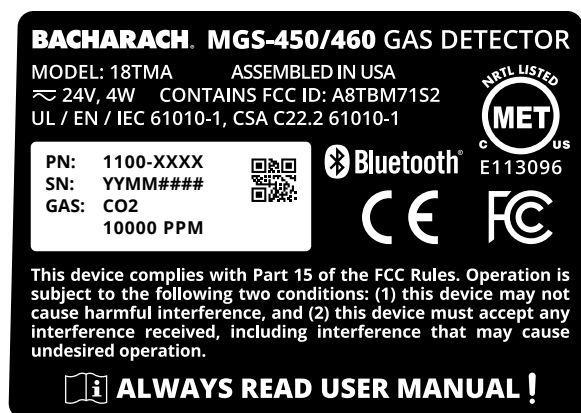 BACHARACH. MGS-450/460 GAS DETECTOR
MODEL: 18TMA ASSEMBLED IN USA
⎓ 24V, 4W CONTAINS FCC ID: A8TBM71S2
UL / EN / IEC 61010-1, CSA C22.2 61010-1
NRTL LISTED
MET
C US
E113096
PN: 1100-XXXX
SN: YYMM####
GAS: CO2
10000 PPM
Bluetooth®
CE FC
This device complies with Part 15 of the FCC Rules. Operation is
subject to the following two conditions: (1) this device may not
cause harmful interference, and (2) this device must accept any
interference received, including interference that may cause
undesired operation.
i ALWAYS READ USER MANUAL !